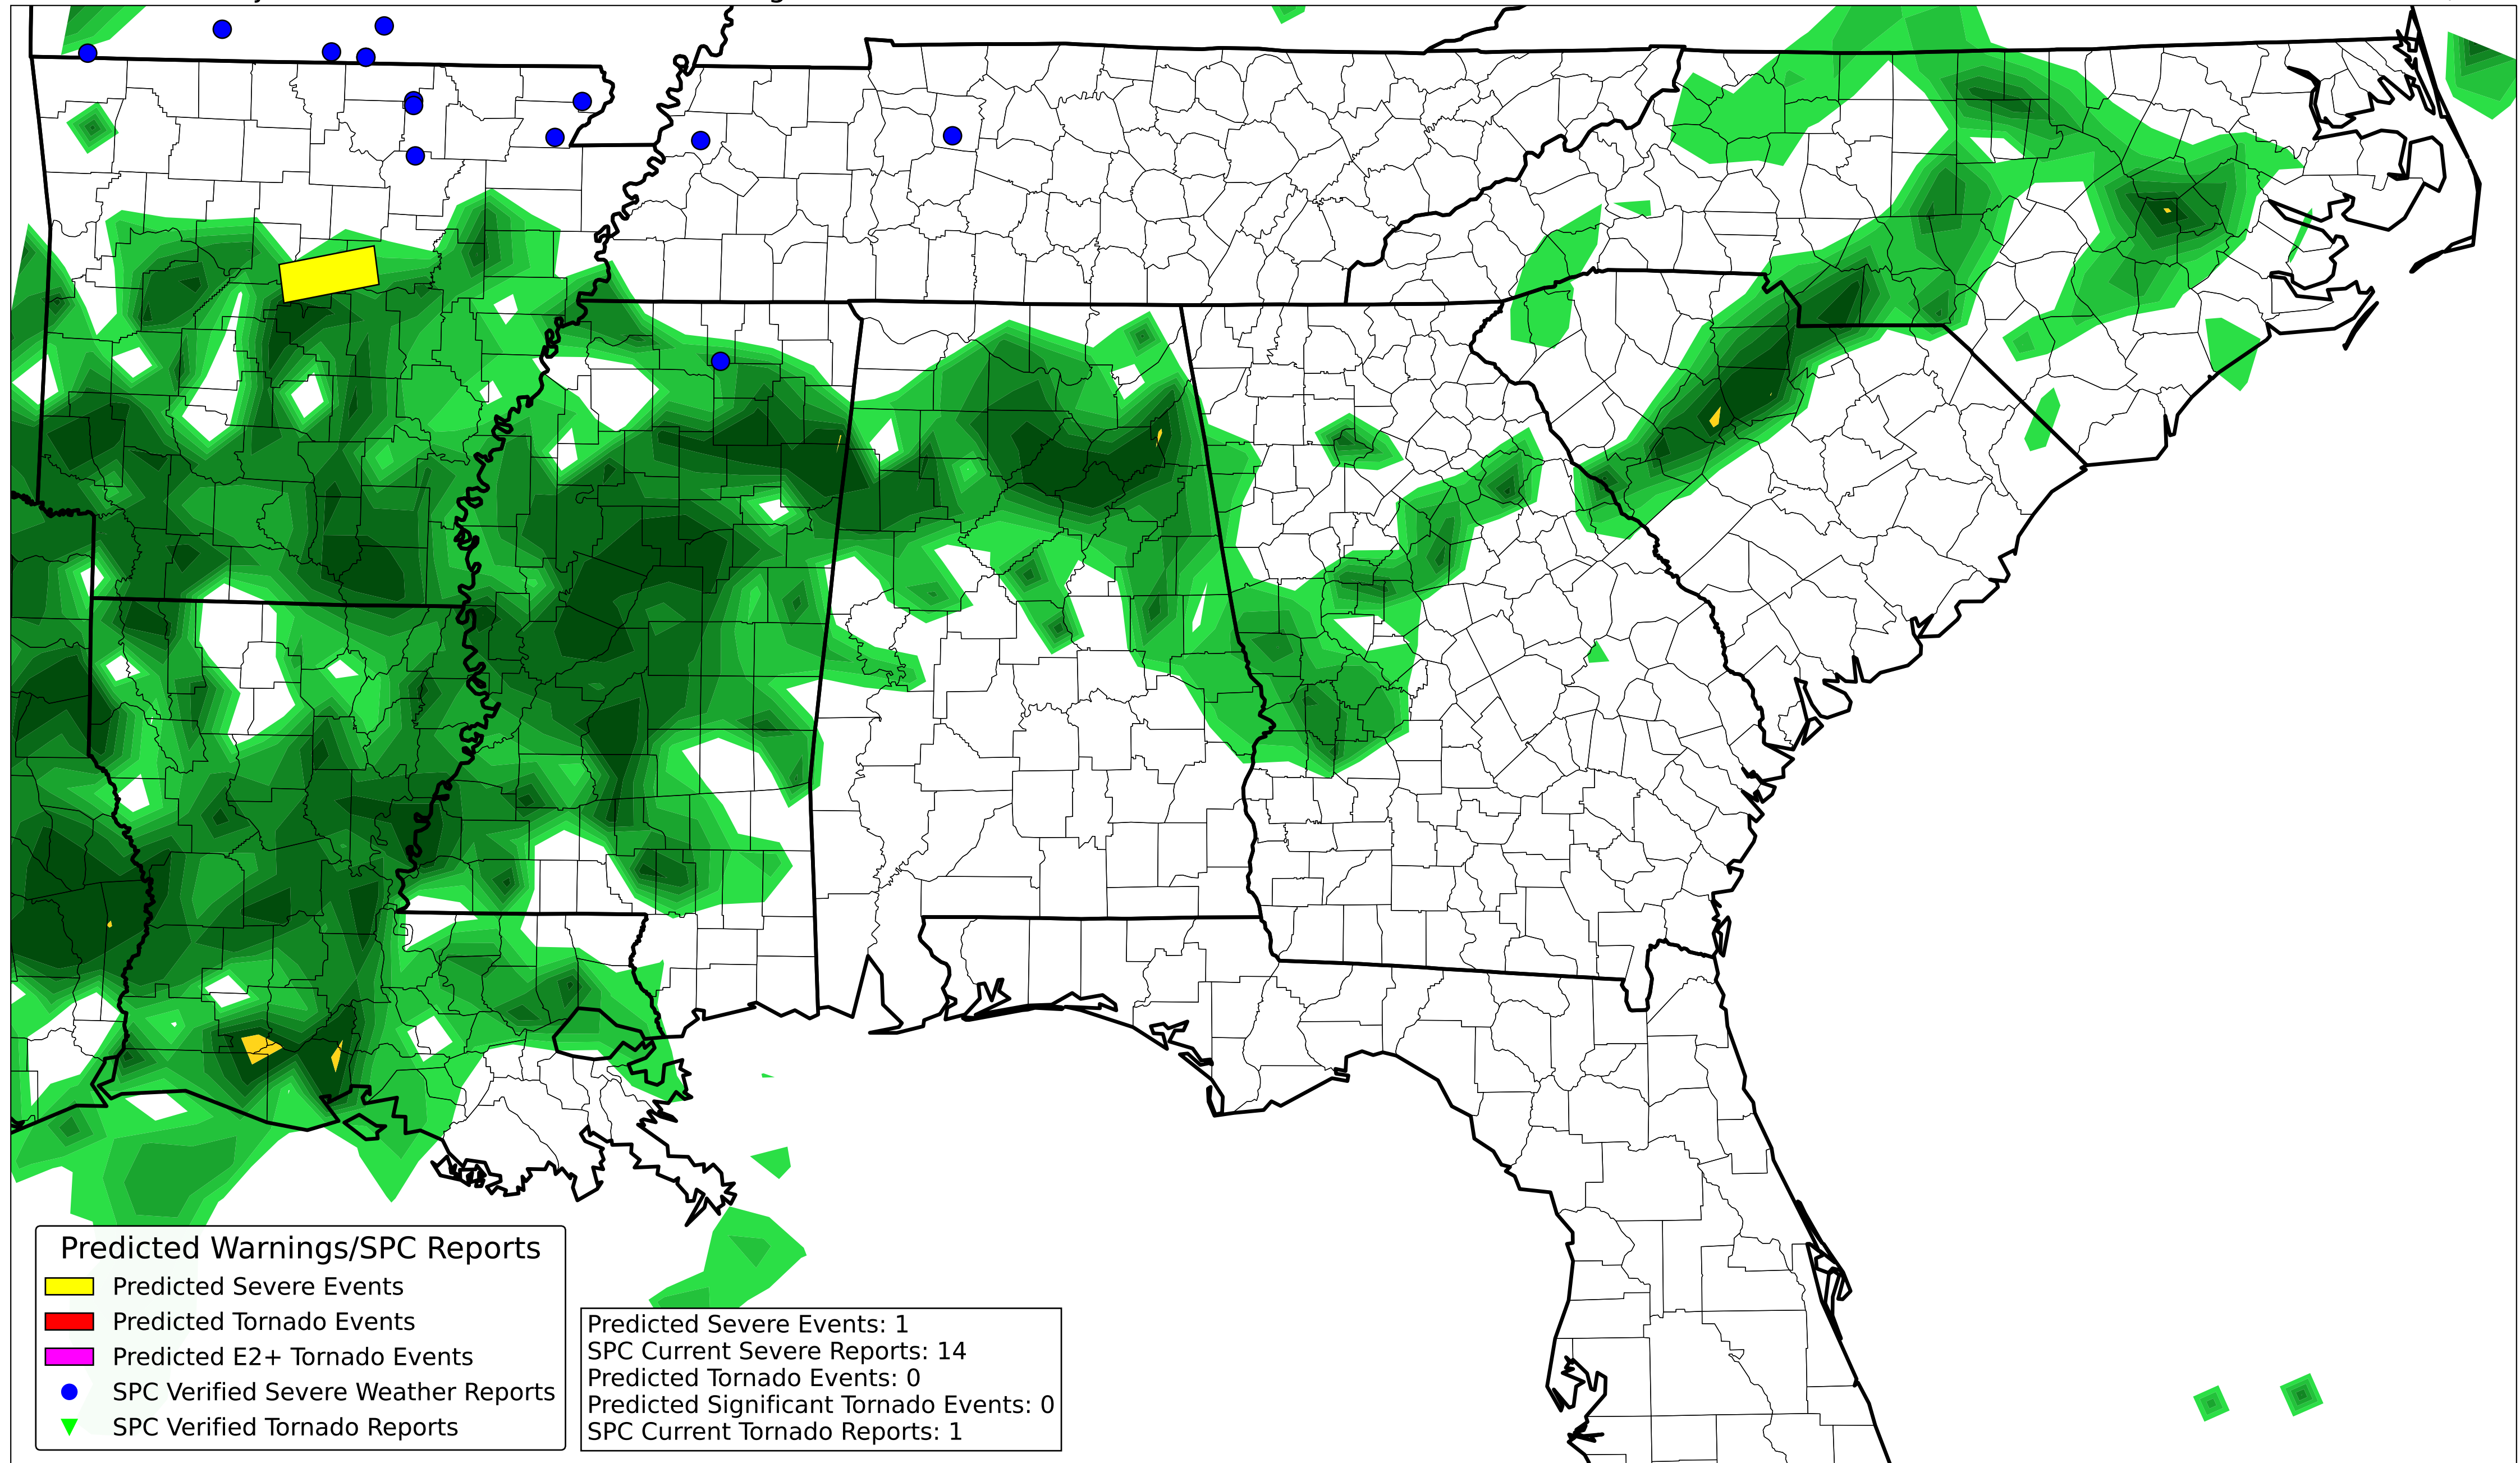 Predicted Warnings/SPC Reports
Predicted Severe Events
Predicted Tornado Events
Predicted E2+ Tornado Events
SPC Verified Severe Weather Reports
SPC Verified Tornado Reports
Predicted Severe Events: 1
SPC Current Severe Reports: 14
Predicted Tornado Events: 0
Predicted Significant Tornado Events: 0
SPC Current Tornado Reports: 1